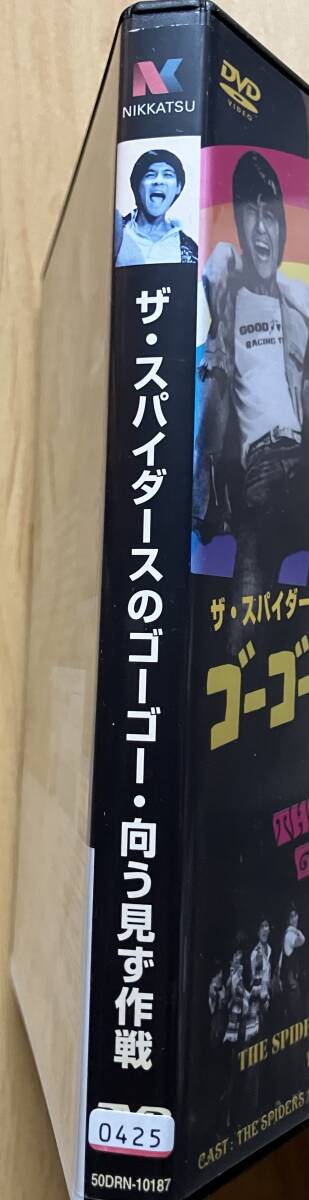 NIKKATSU
ザ・スパイダースのゴーゴー・向う見ず作戦
0425
50DRN-10187
DVD
VIDEO
GOOD
RACING
ザ・スパイダー
ゴーゴー
TH
THE SPIDE
CAST : THE SPIDERS